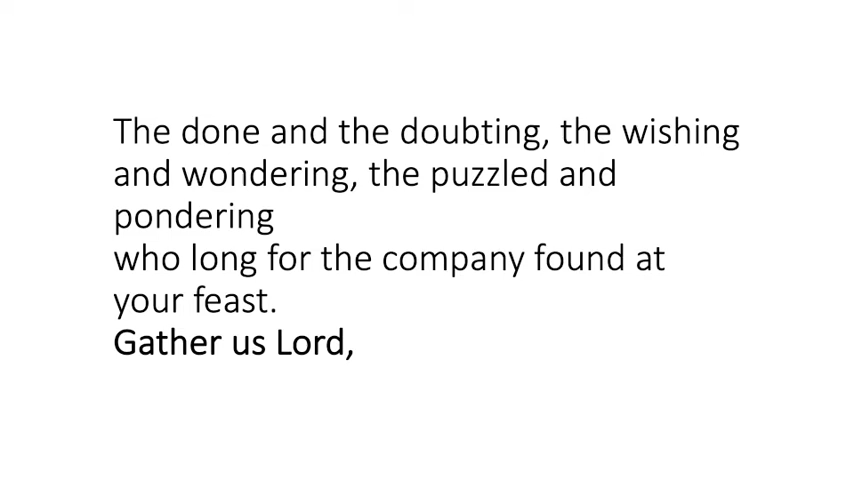 The done and the doubting, the wishing
and wondering, the puzzled and
pondering
who long for the company found at
your feast.
Gather us Lord,